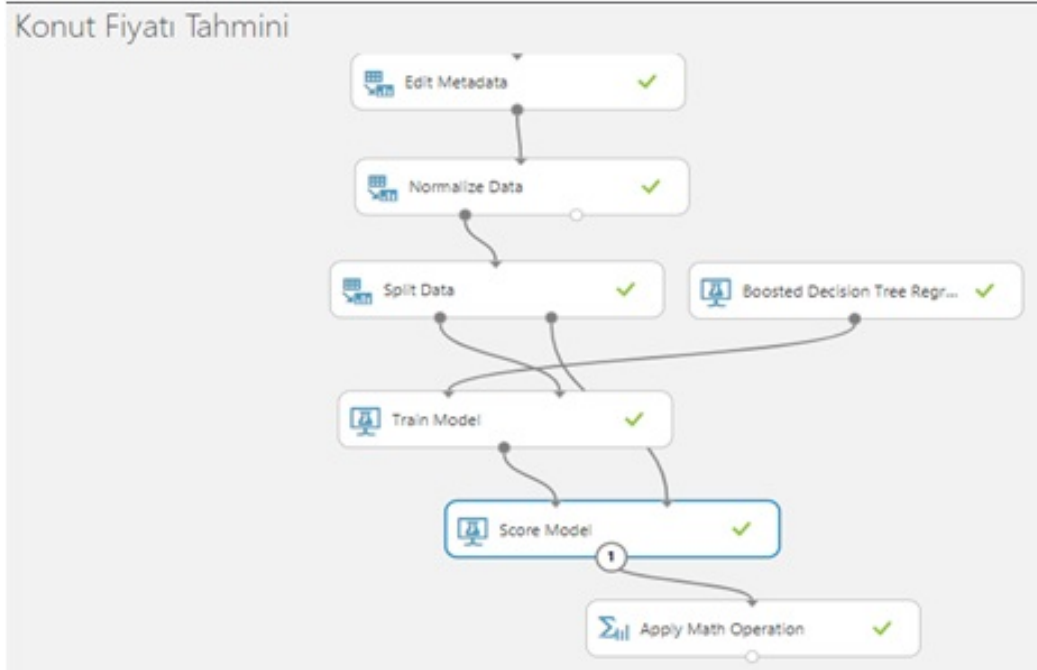 Konut Fiyatı Tahmini
Edit Metadata
Normalize Data
Split Data
Boosted Decision Tree Regr...
Train Model
Score Model
1
Apply Math Operation